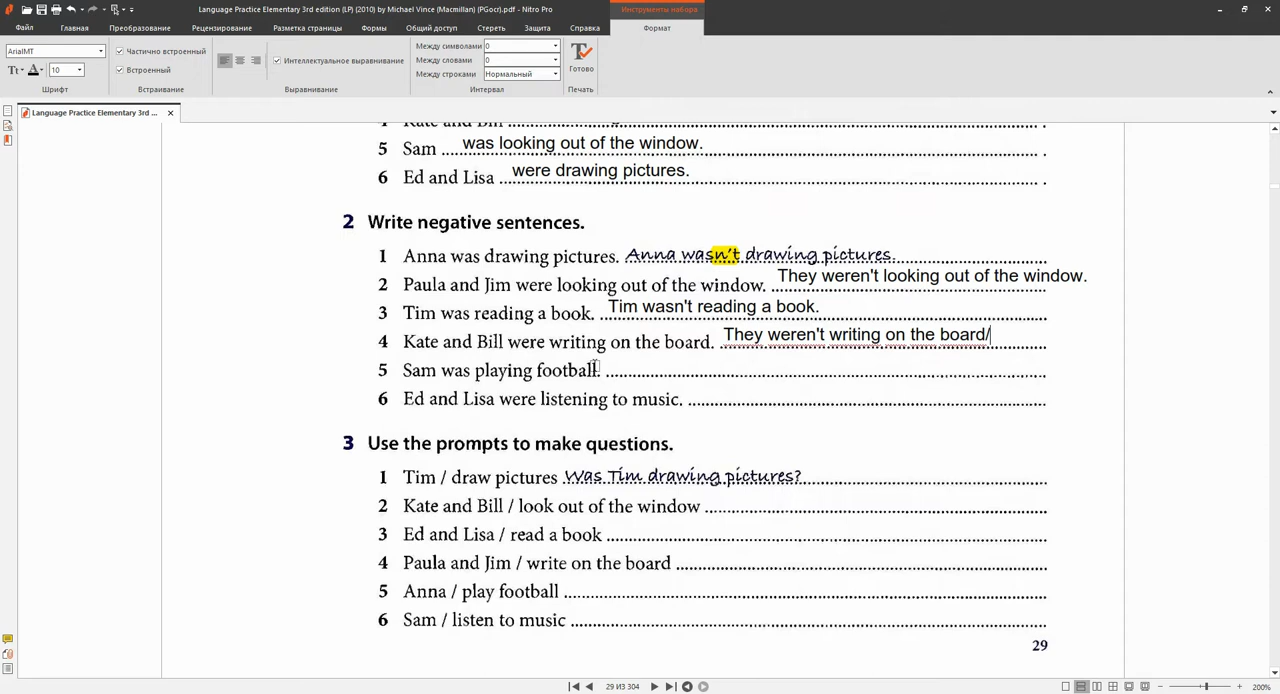 Language Practice Elementary 3rd edition (LP) (2010) by Michael Vince (Macmillan) (PGocr).pdf - Nitro Pro
Инструменты набора
Файл Главная Преобразование Рецензирование Разметка страницы Формы Общий доступ Стереть Защита Справка Формат
ArialMT
Частично встроенный
Между символами 0
Интеллектуальное выравнивание
Между словами 0
10
Встроенный
Между строками Нормальный
Готово
Шрифт Встраивание Выравнивание Интервал Печать
Language Practice Elementary 3rd ...
4 Kate and Bill
5 Sam was looking out of the window. .
6 Ed and Lisa were drawing pictures. .
2 Write negative sentences.
1 Anna was drawing pictures. Anna wasn't drawing pictures.
2 Paula and Jim were looking out of the window. They weren't looking out of the window.
3 Tim was reading a book. Tim wasn't reading a book.
4 Kate and Bill were writing on the board. They weren't writing on the board/
5 Sam was playing football.
6 Ed and Lisa were listening to music.
3 Use the prompts to make questions.
1 Tim / draw pictures Was Tim drawing pictures?
2 Kate and Bill / look out of the window
3 Ed and Lisa / read a book
4 Paula and Jim / write on the board
5 Anna / play football
6 Sam / listen to music
29
29 ИЗ 304
200%